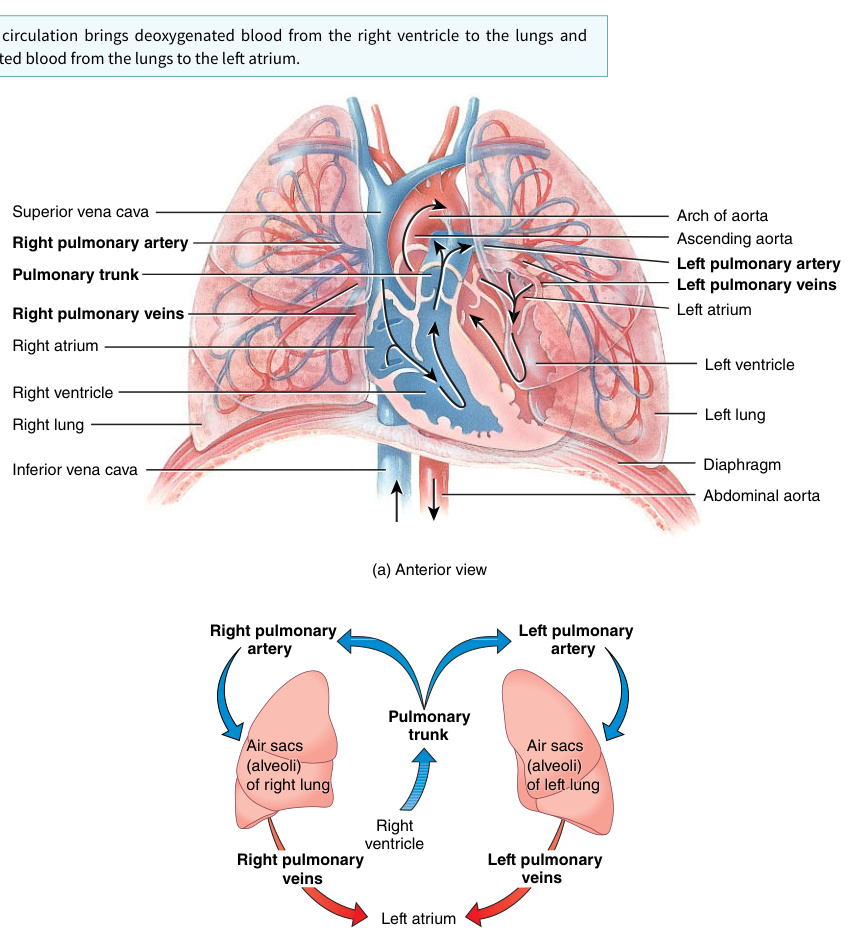 circulation brings deoxygenated blood from the right ventricle to the lungs and
ted blood from the lungs to the left atrium.
Superior vena cava
Right pulmonary artery
Pulmonary trunk
Right pulmonary veins
Right atrium
Right ventricle
Right lung
Inferior vena cava
Arch of aorta
Ascending aorta
Left pulmonary artery
Left pulmonary veins
Left atrium
Left ventricle
Left lung
Diaphragm
Abdominal aorta
(a) Anterior view
Right pulmonary
artery
Left pulmonary
artery
Pulmonary
trunk
Air sacs
(alveoli)
of right lung
Air sacs
(alveoli)
of left lung
Right
ventricle
Right pulmonary
veins
Left pulmonary
veins
Left atrium